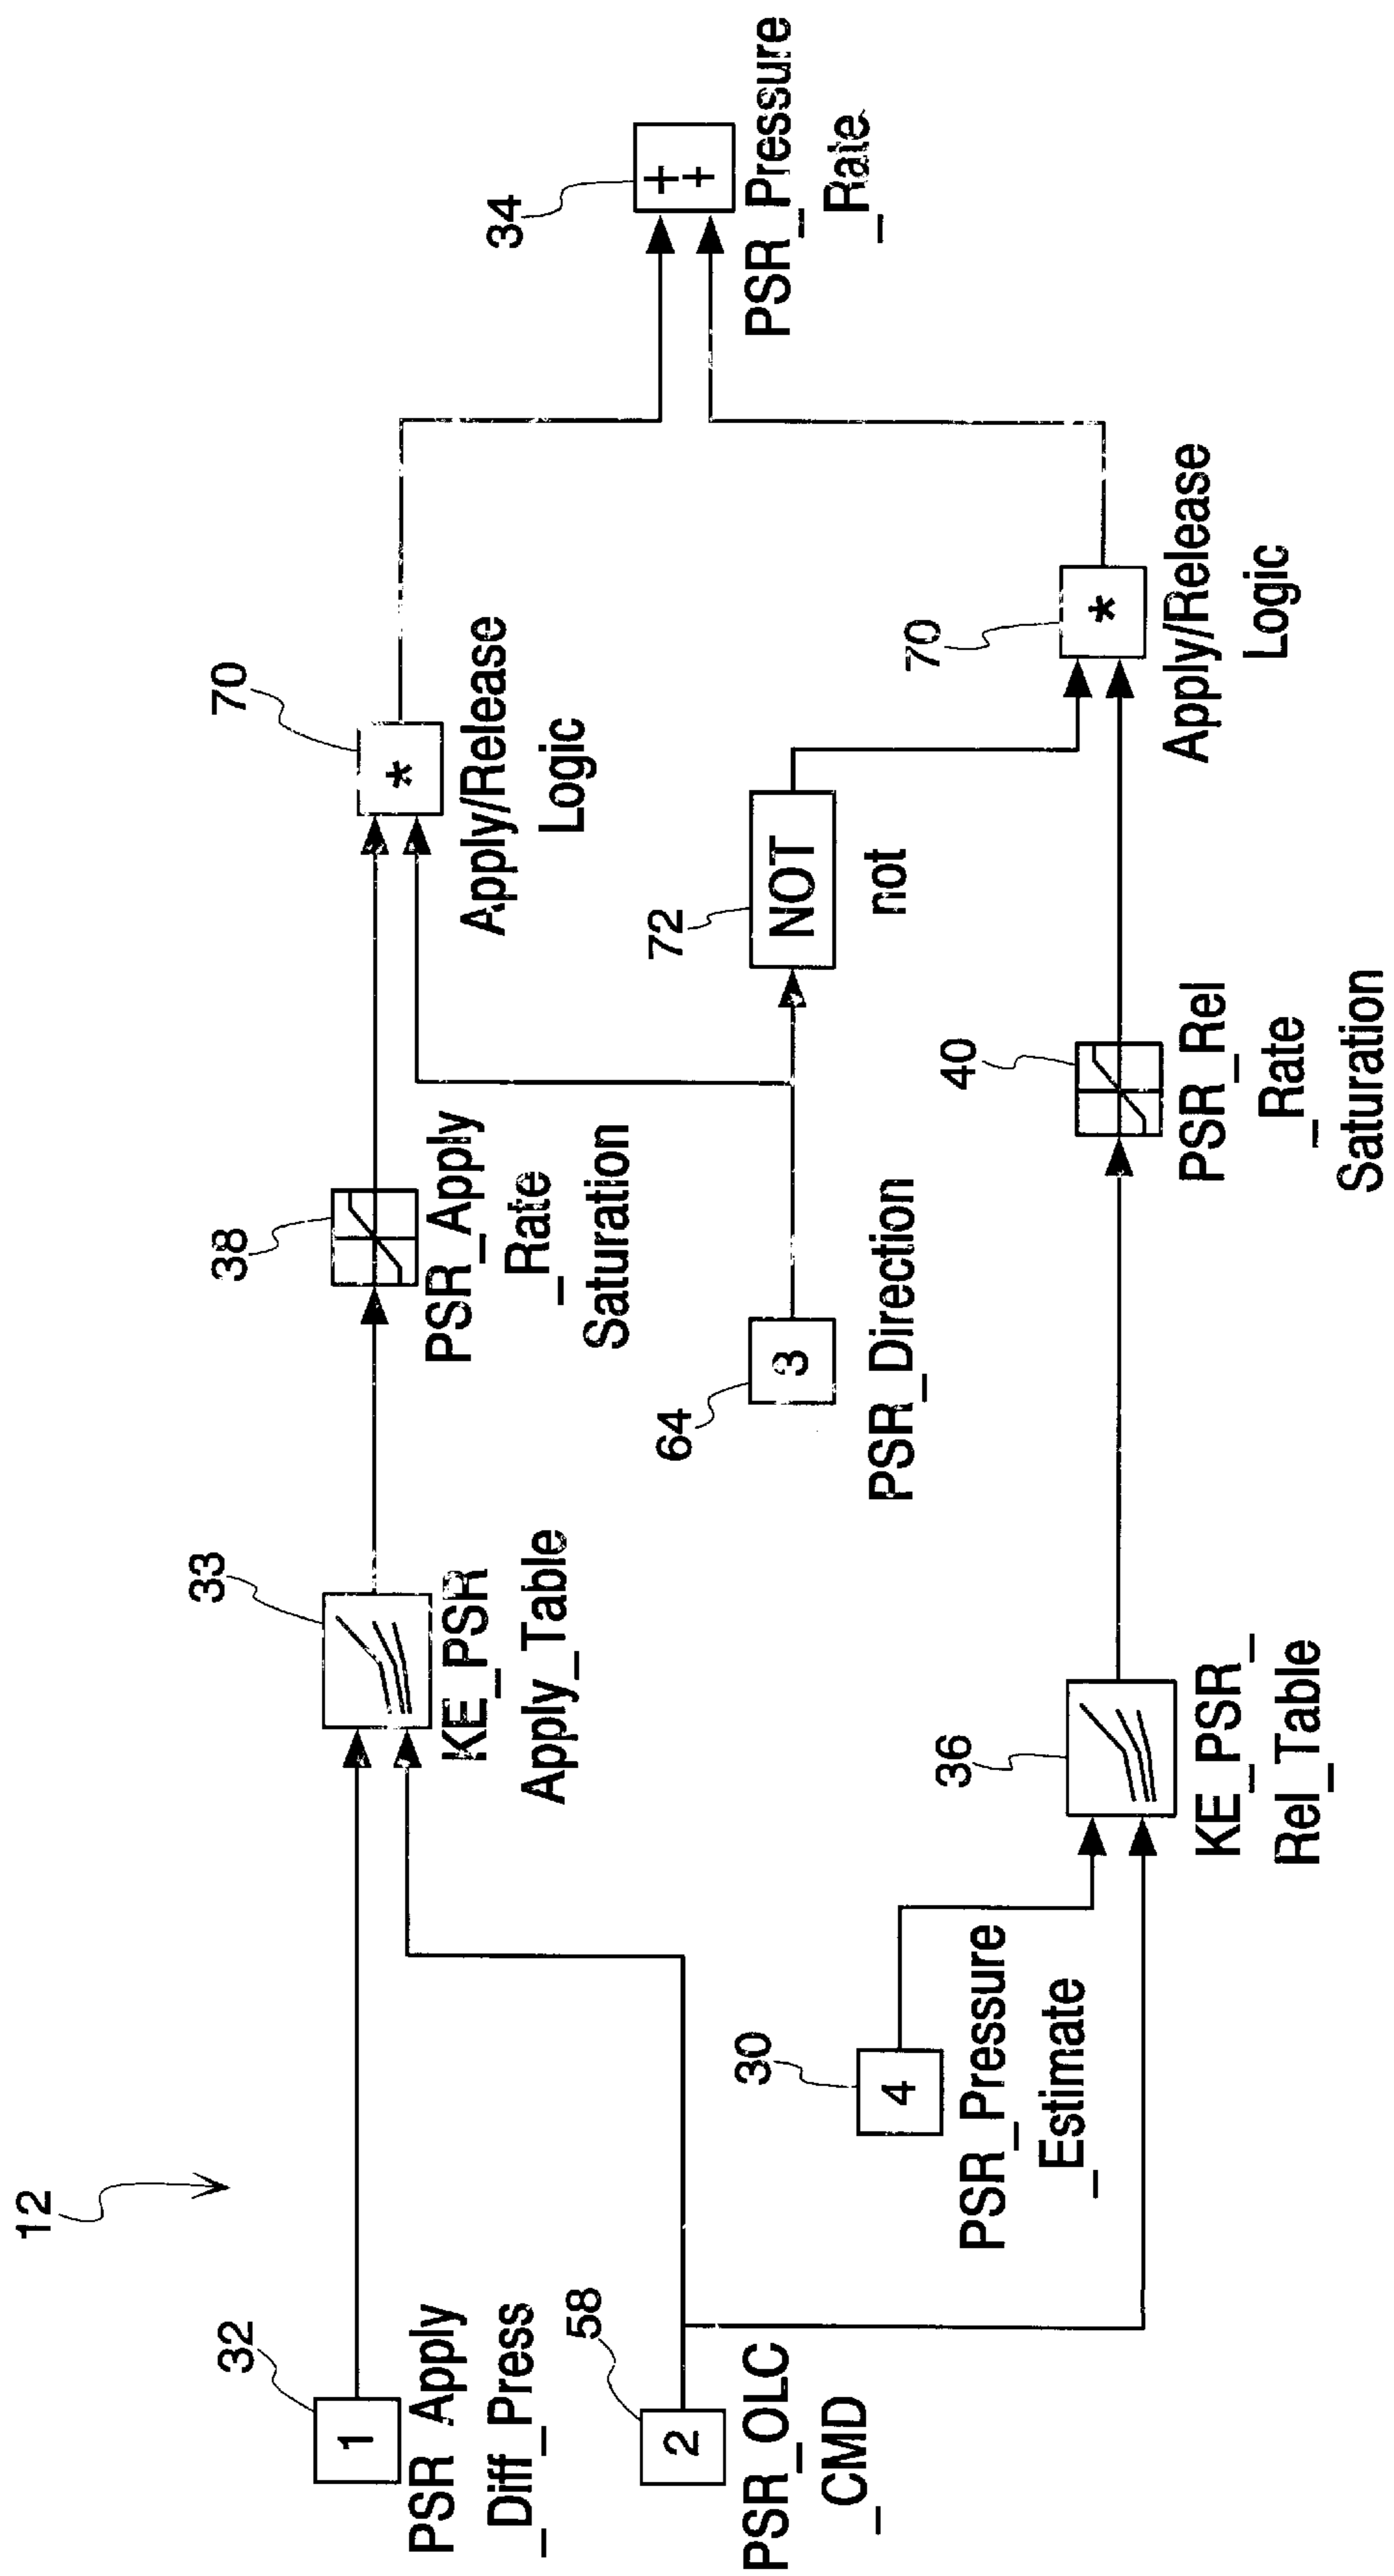 12
32
1
PSR_Apply
_Diff_Press
58
2
PSR_OLC
_CMD
30
4
PSR_Pressure
_Estimate
33
KE_PSR
Apply_Table
36
KE_PSR_
Rel_Table
38
PSR_Apply
_Rate
Saturation
64
3
PSR_Direction
40
PSR_Rel
_Rate
Saturation
72
NOT
not
70
*
Apply/Release
Logic
70
*
Apply/Release
Logic
34
+
+
PSR_Pressure
_Rate